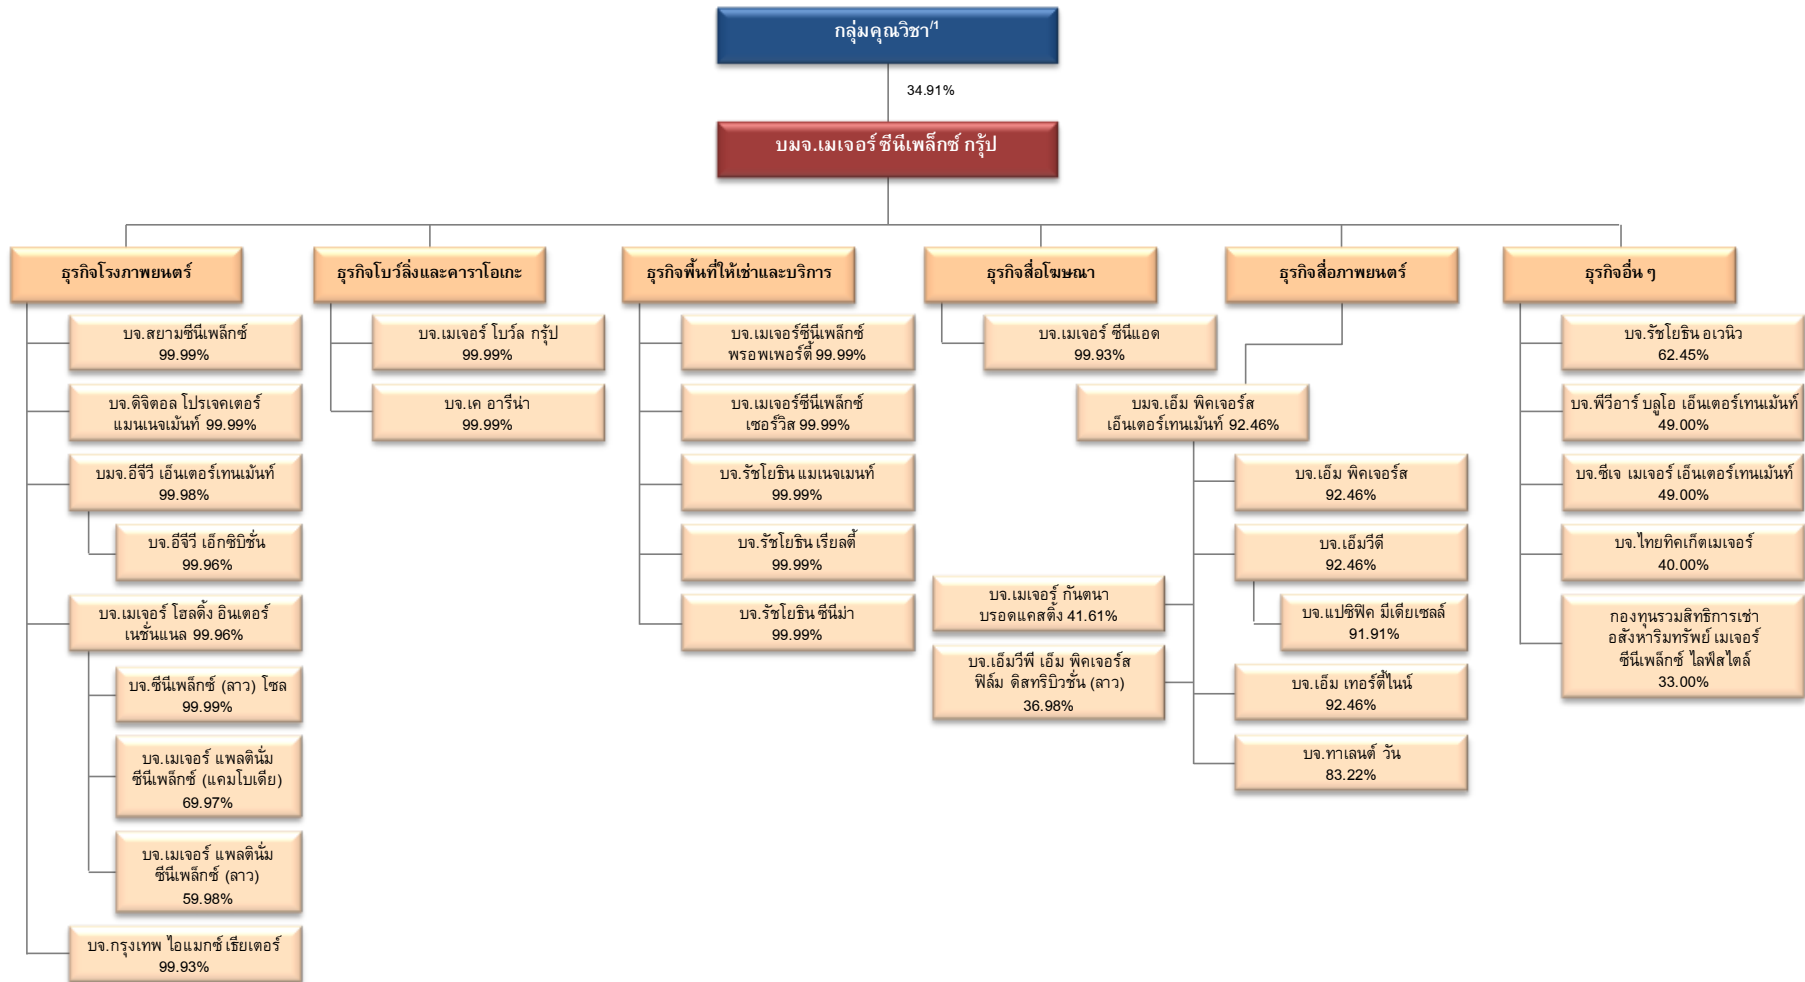 กลุ่มคุณวิชา/1
34.91%
บมจ.เมเจอร์ ซีนีเพล็กซ์ กรุ้ป
ธุรกิจโรงภาพยนตร์
บจ.สยามซีนีเพล็กซ์
99.99%
บจ.ดิจิตอล โปรเจคเตอร์
แมนเนจเม้นท์ 99.99%
บมจ.อีจีวี เอ็นเตอร์เทนเม้นท์
99.98%
บจ.อีจีวี เอ็กซิบิชั่น
99.96%
บจ.เมเจอร์ โฮลดิ้ง อินเตอร์
เนชั่นแนล 99.96%
บจ.ซีนีเพล็กซ์ (ลาว) โซล
99.99%
บจ.เมเจอร์ แพลตินั่ม
ซีนีเพล็กซ์ (แคมโบเดีย)
69.97%
บจ.เมเจอร์ แพลตินั่ม
ซีนีเพล็กซ์ (ลาว)
59.98%
บจ.กรุงเทพ ไอแมกซ์ เธียเตอร์
99.93%
ธุรกิจโบว์ลิ่งและคาราโอเกะ
บจ.เมเจอร์ โบว์ล กรุ้ป
99.99%
บจ.เค อารีน่า
99.99%
ธุรกิจพื้นที่ให้เช่าและบริการ
บจ.เมเจอร์ซีนีเพล็กซ์
พรอพเพอร์ตี้ 99.99%
บจ.เมเจอร์ซีนีเพล็กซ์
เซอร์วิส 99.99%
บจ.รัชโยธิน แมเนจเมนท์
99.99%
บจ.รัชโยธิน เรียลตี้
99.99%
บจ.รัชโยธิน ซีนีม่า
99.99%
ธุรกิจสื่อโฆษณา
บจ.เมเจอร์ ซีนีแอด
99.93%
ธุรกิจสื่อภาพยนตร์
บมจ.เอ็ม พิคเจอร์ส
เอ็นเตอร์เทนเม้นท์ 92.46%
บจ.เอ็ม พิคเจอร์ส
92.46%
บจ.เอ็มวีดี
92.46%
บจ.แปซิฟิค มีเดียเซลล์
91.91%
บจ.เมเจอร์ กันตนา
บรอดแคสติ้ง 41.61%
บจ.เอ็มวีพี เอ็ม พิคเจอร์ส
ฟิล์ม ดิสทริบิวชั่น (ลาว)
36.98%
บจ.เอ็ม เทอร์ตี้ไนน์
92.46%
บจ.ทาเลนต์ วัน
83.22%
ธุรกิจอื่น ๆ
บจ.รัชโยธิน อเวนิว
62.45%
บจ.พีวีอาร์ บลูโอ เอ็นเตอร์เทนเม้นท์
49.00%
บจ.ซีเจ เมเจอร์ เอ็นเตอร์เทนเม้นท์
49.00%
บจ.ไทยทิคเก็ตเมเจอร์
40.00%
กองทุนรวมสิทธิการเช่า
อสังหาริมทรัพย์ เมเจอร์
ซีนีเพล็กซ์ ไลฟ์สไตล์
33.00%